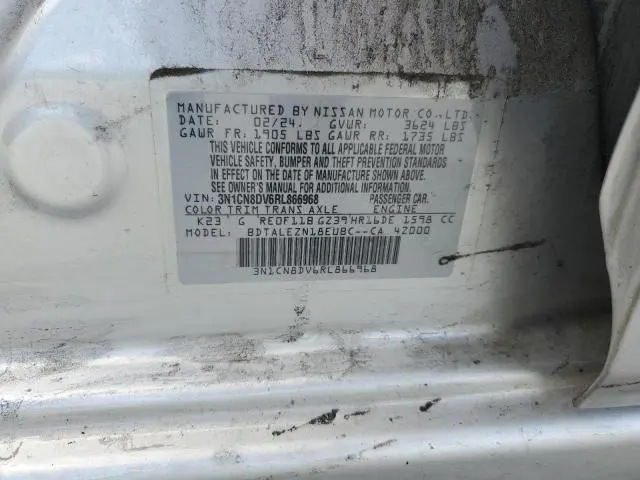 MANUFACTURED BY NISSAN MOTOR CO., LTD.
DATE: 02/24 GVWR: 3624 LBS
GAWR FR: 1905 LBS GAWR RR: 1735 LBS
THIS VEHICLE CONFORMS TO ALL APPLICABLE FEDERAL MOTOR
VEHICLE SAFETY, BUMPER AND THEFT PREVENTION STANDARDS
IN EFFECT ON THE DATE OF MANUFACTURE SHOWN ABOVE.
SEE OWNER'S MANUAL FOR ADDITIONAL INFORMATION.
VIN: 3N1CN8DV6RL866968 PASSENGER CAR.
COLOR TRIM TRANS AXLE ENGINE
K23 G RE0F11B GZ39 HR16DE 1598 CC
MODEL: BDTALEZN18EUBC--CA 42000
3N1CN8DV6RL866968